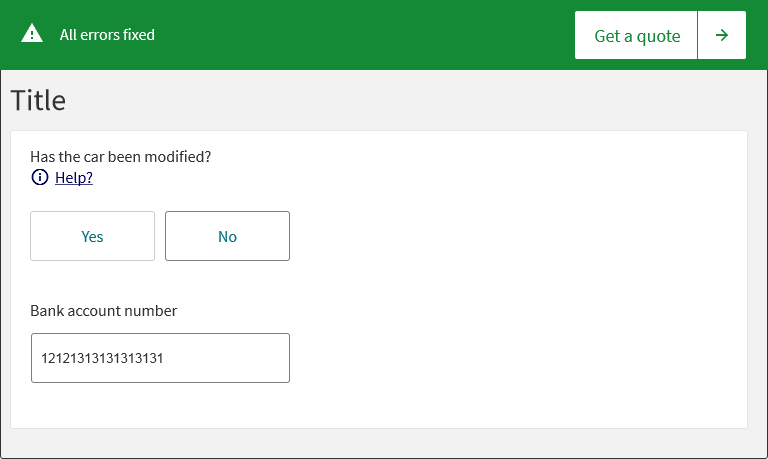 All errors fixed
Get a quote
Title
Has the car been modified?
Help?
Yes
No
Bank account number
12121313131313131